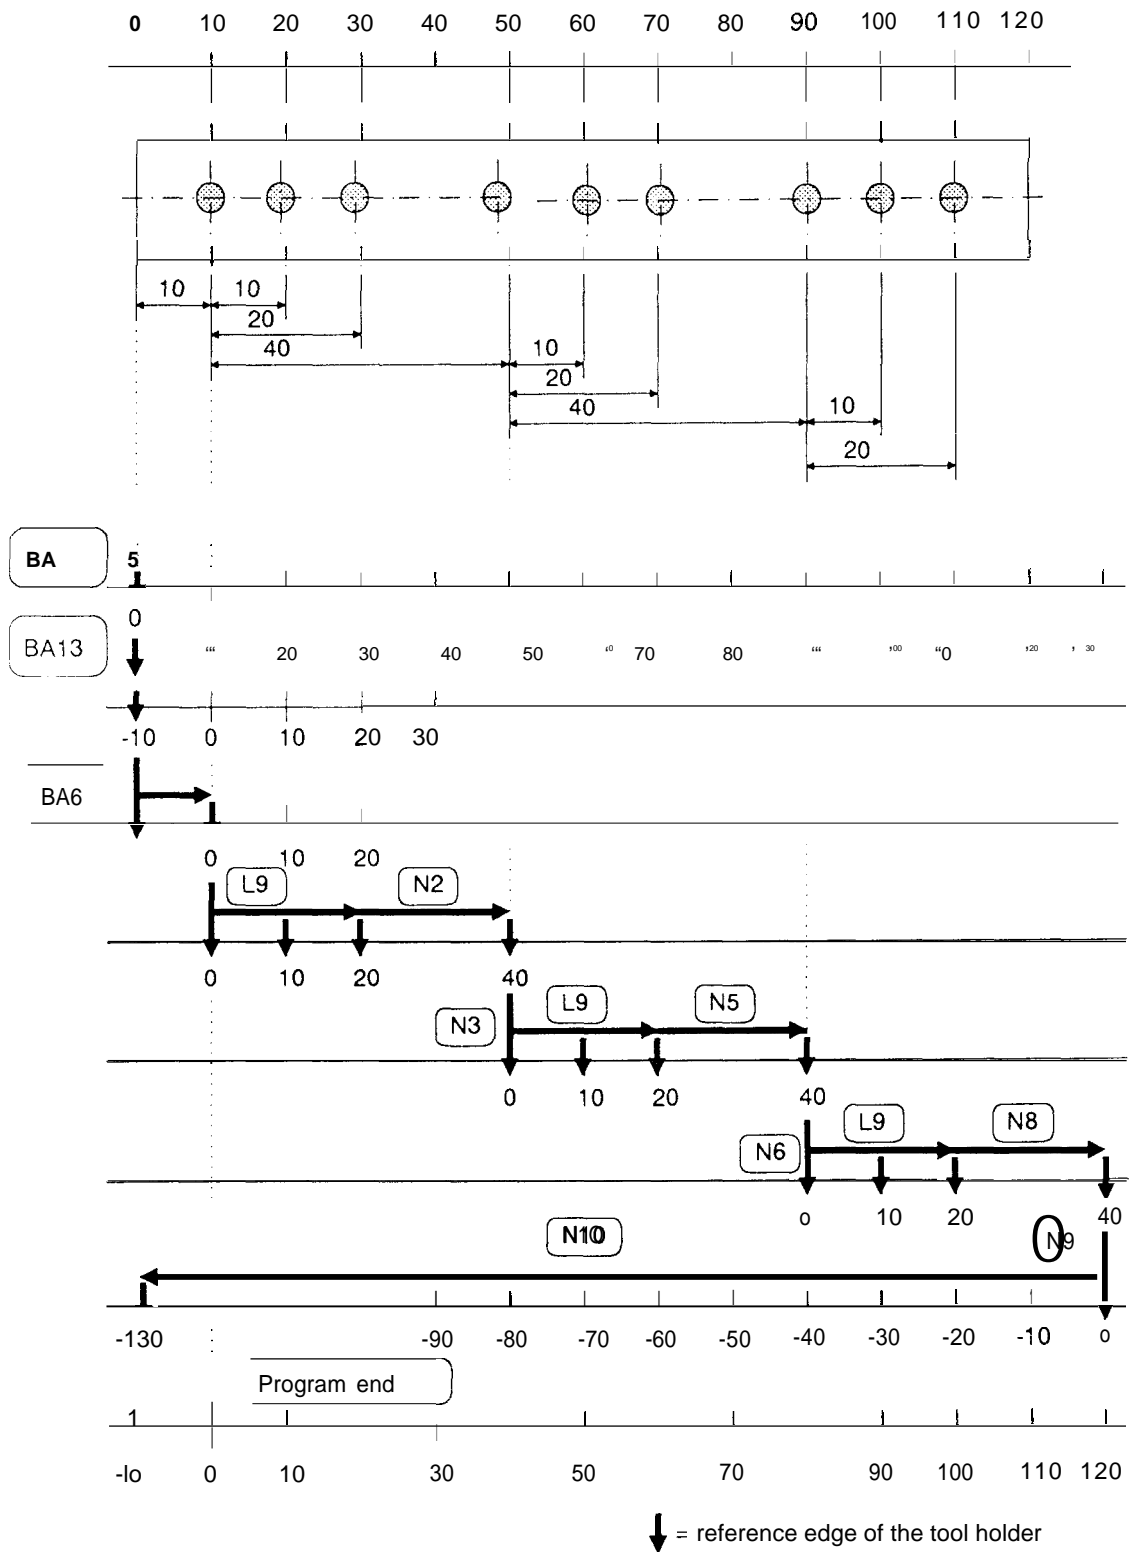 0 10 20 30 40 50 60 70 80 90 100 110 120
10 10
20
40 10
20
40 10
20
BA 5
0
BA13 20 30 40 50 70 80
-10 0 10 20 30
BA6
0 10 20
L9 N2
0 10 20 40
N3 L9 N5
0 10 20 40
N6 L9 N8
o 10 20 40
N10 N9
-130 -90 -80 -70 -60 -50 -40 -30 -20 -10 0
Program end
1
-lo 0 10 30 50 70 90 100 110 120
= reference edge of the tool holder